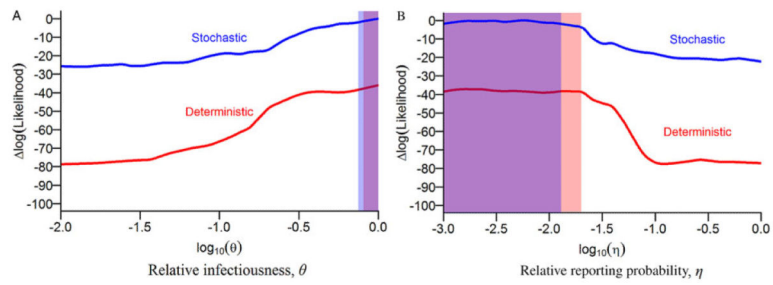 A
B
Δlog(Likelihood)
0
-10
-20
-30
-40
-50
-60
-70
-80
-90
-100
Stochastic
Deterministic
-2.0 -1.5 -1.0 -0.5 0.0
log10(θ)
Relative infectiousness, θ
Δlog(Likelihood)
0
-10
-20
-30
-40
-50
-60
-70
-80
-90
-100
Stochastic
Deterministic
-3.0 -2.5 -2.0 -1.5 -1.0 -0.5 0.0
log10(η)
Relative reporting probability, η